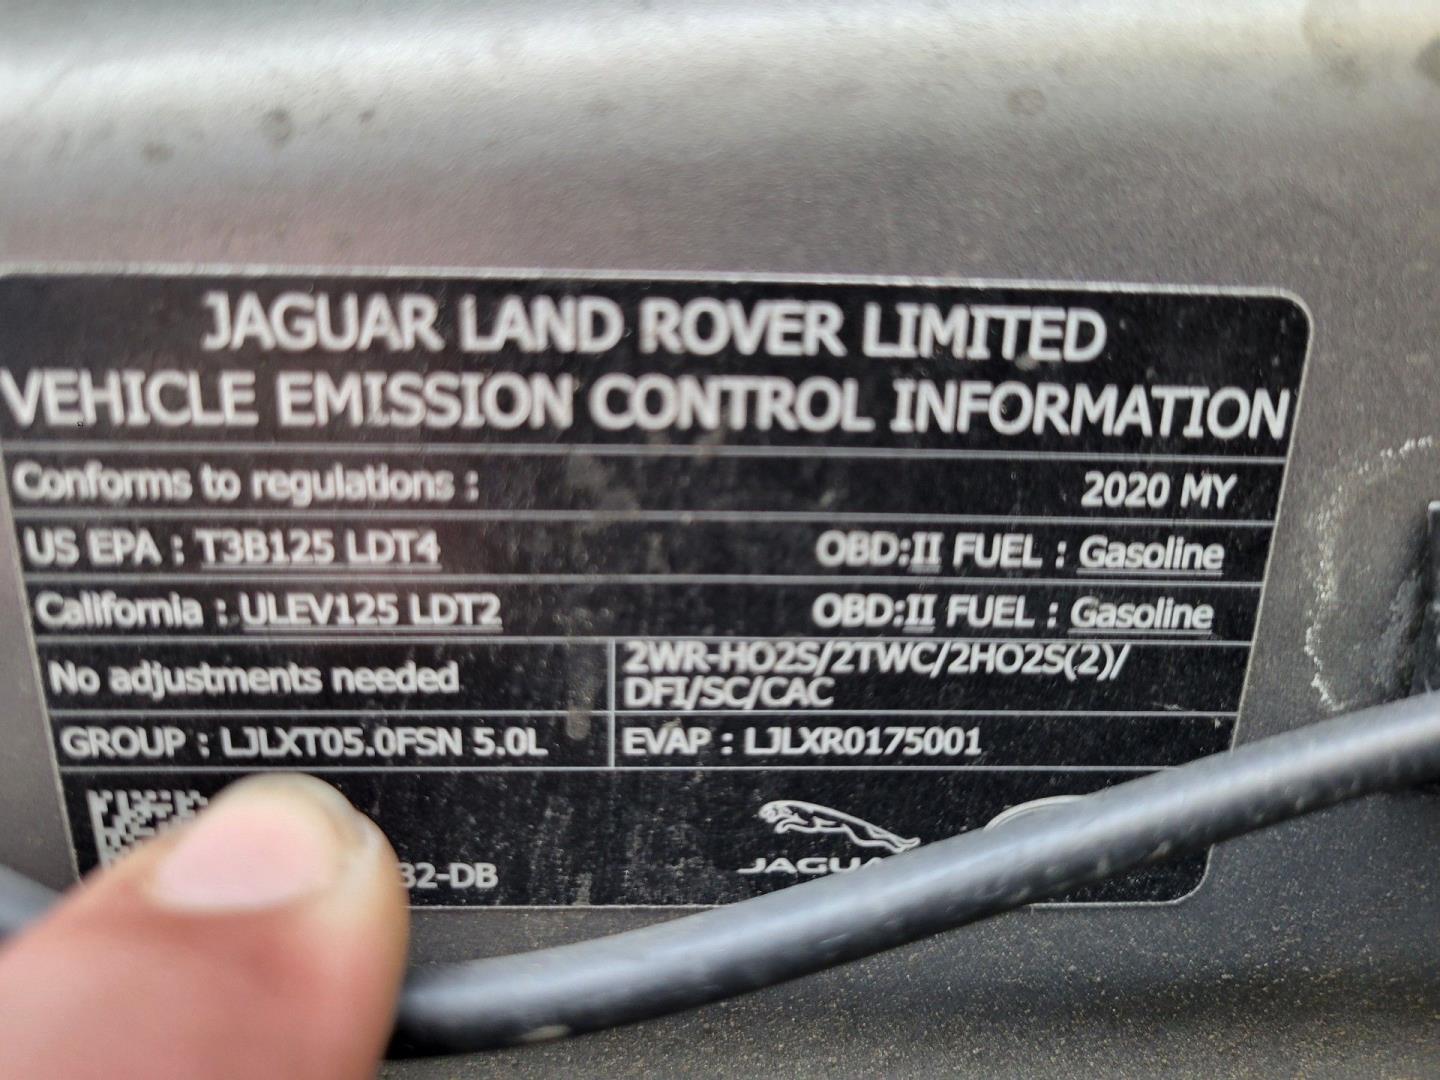 JAGUAR LAND ROVER LIMITED
VEHICLE EMISSION CONTROL INFORMATION
Conforms to regulations : 2020 MY
US EPA : T3B125 LDT4 OBD:II FUEL : Gasoline
California : ULEV125 LDT2 OBD:II FUEL : Gasoline
No adjustments needed
2WR-HO2S/2TWC/2HO2S(2)/
DFI/SC/CAC
GROUP : LJLXT05.0FSN 5.0L
EVAP : LJLXR0175001
32-DB